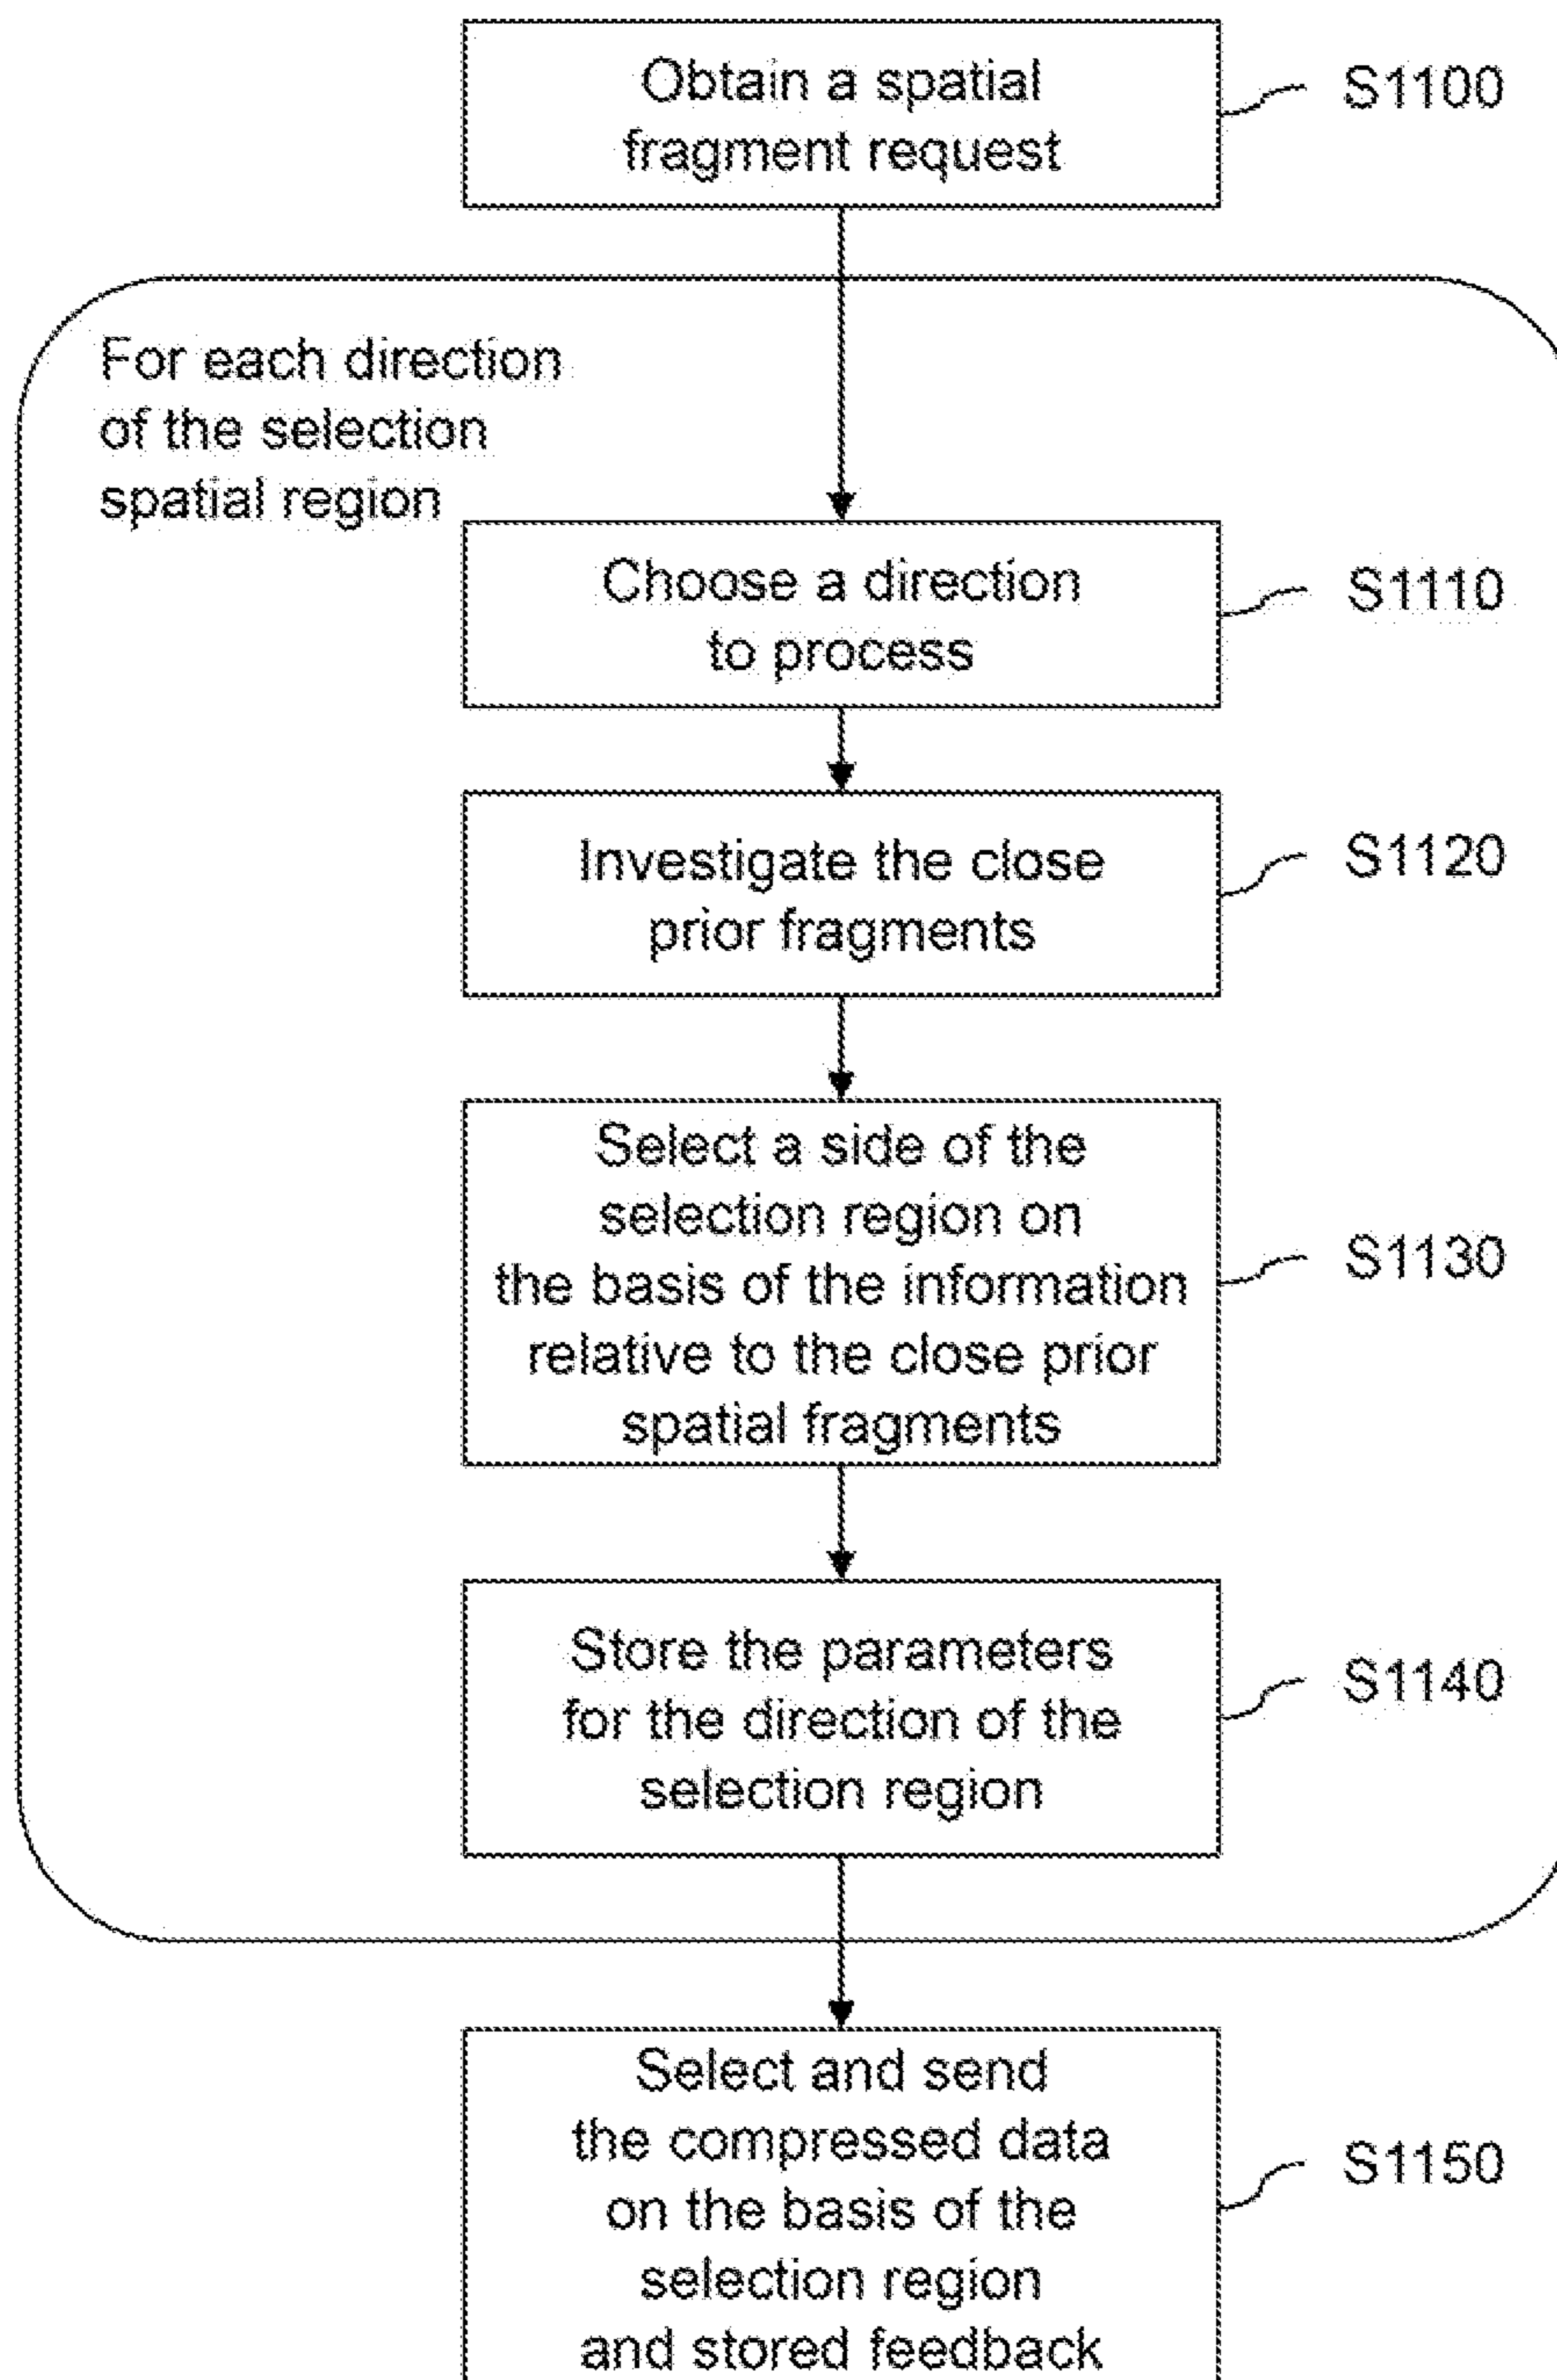 Obtain a spatial
fragment request
S1100
For each direction
of the selection
spatial region
Choose a direction
to process
S1110
Investigate the close
prior fragments
S1120
Select a side of the
selection region on
the basis of the information
relative to the close prior
spatial fragments
S1130
Store the parameters
for the direction of the
selection region
S1140
Select and send
the compressed data
on the basis of the
selection region
and stored feedback
S1150